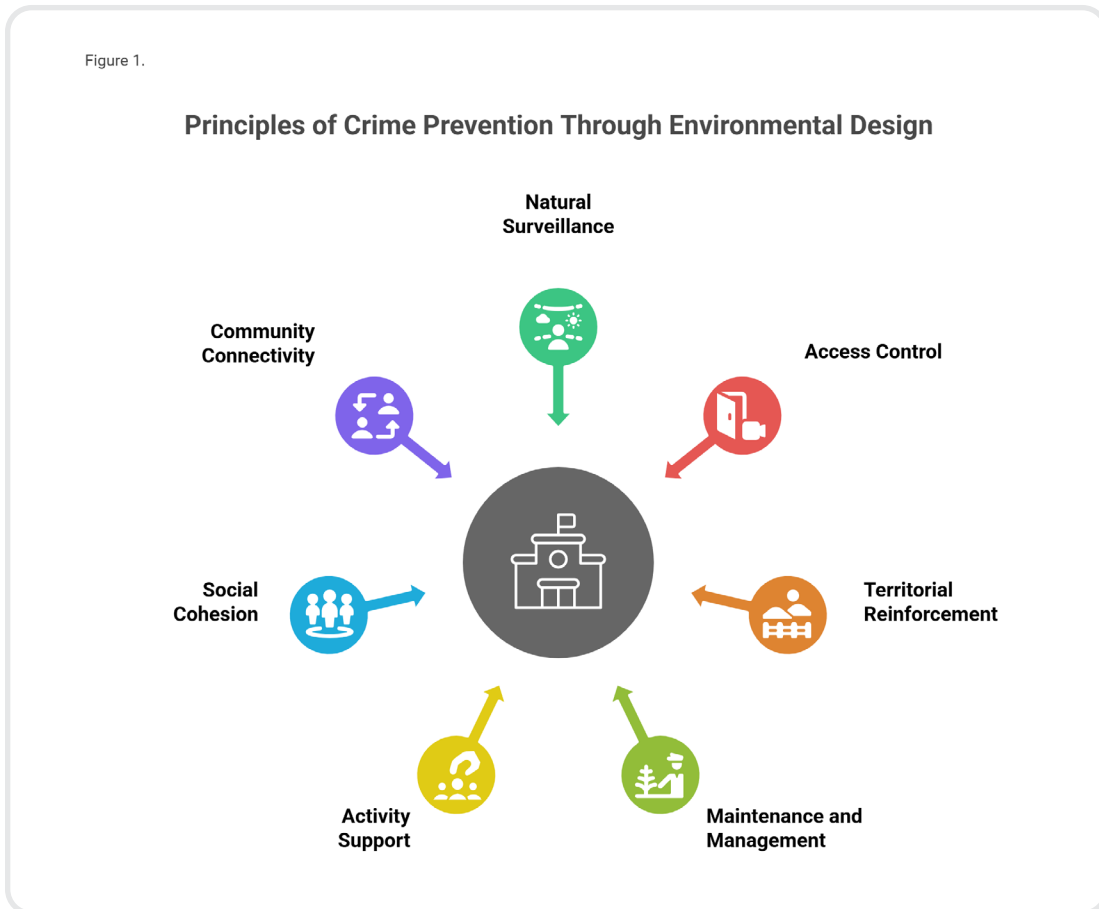 Figure 1.
Principles of Crime Prevention Through Environmental Design
Natural
Surveillance
Community
Connectivity
Access Control
Social
Cohesion
Territorial
Reinforcement
Activity
Support
Maintenance and
Management